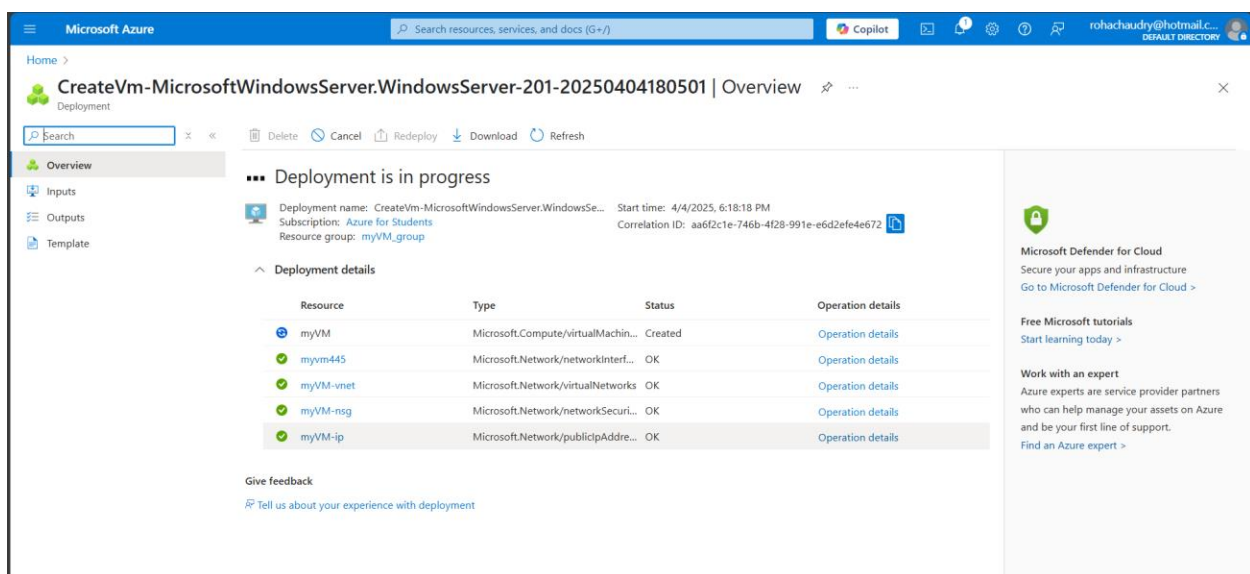 Microsoft Azure
Search resources, services, and docs (G+/)
Copilot
1
rohachaudry@hotmail.c...
DEFAULT DIRECTORY
Home >
CreateVm-MicrosoftWindowsServer.WindowsServer-201-20250404180501 | Overview
Deployment
Search
Delete Cancel Redeploy Download Refresh
Overview
Inputs
Outputs
Template
Deployment is in progress
Deployment name: CreateVm-MicrosoftWindowsServer.WindowsSe...
Subscription: Azure for Students
Resource group: myVM_group
Start time: 4/4/2025, 6:18:18 PM
Correlation ID: aa6f2c1e-746b-4f28-991e-e6d2efe4e672
Deployment details
Resource Type Status Operation details
myVM Microsoft.Compute/virtualMachin... Created Operation details
myvm445 Microsoft.Network/networkInterf... OK Operation details
myVM-vnet Microsoft.Network/virtualNetworks OK Operation details
myVM-nsg Microsoft.Network/networkSecuri... OK Operation details
myVM-ip Microsoft.Network/publicIpAddre... OK Operation details
Give feedback
Tell us about your experience with deployment
Microsoft Defender for Cloud
Secure your apps and infrastructure
Go to Microsoft Defender for Cloud >
Free Microsoft tutorials
Start learning today >
Work with an expert
Azure experts are service provider partners
who can help manage your assets on Azure
and be your first line of support.
Find an Azure expert >